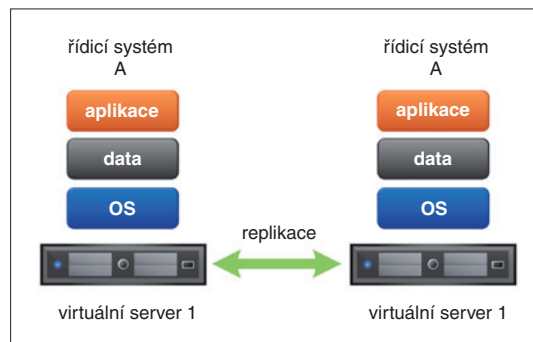 řídicí systém
A
aplikace
data
OS
virtuální server 1
replikace
řídicí systém
A
aplikace
data
OS
virtuální server 1